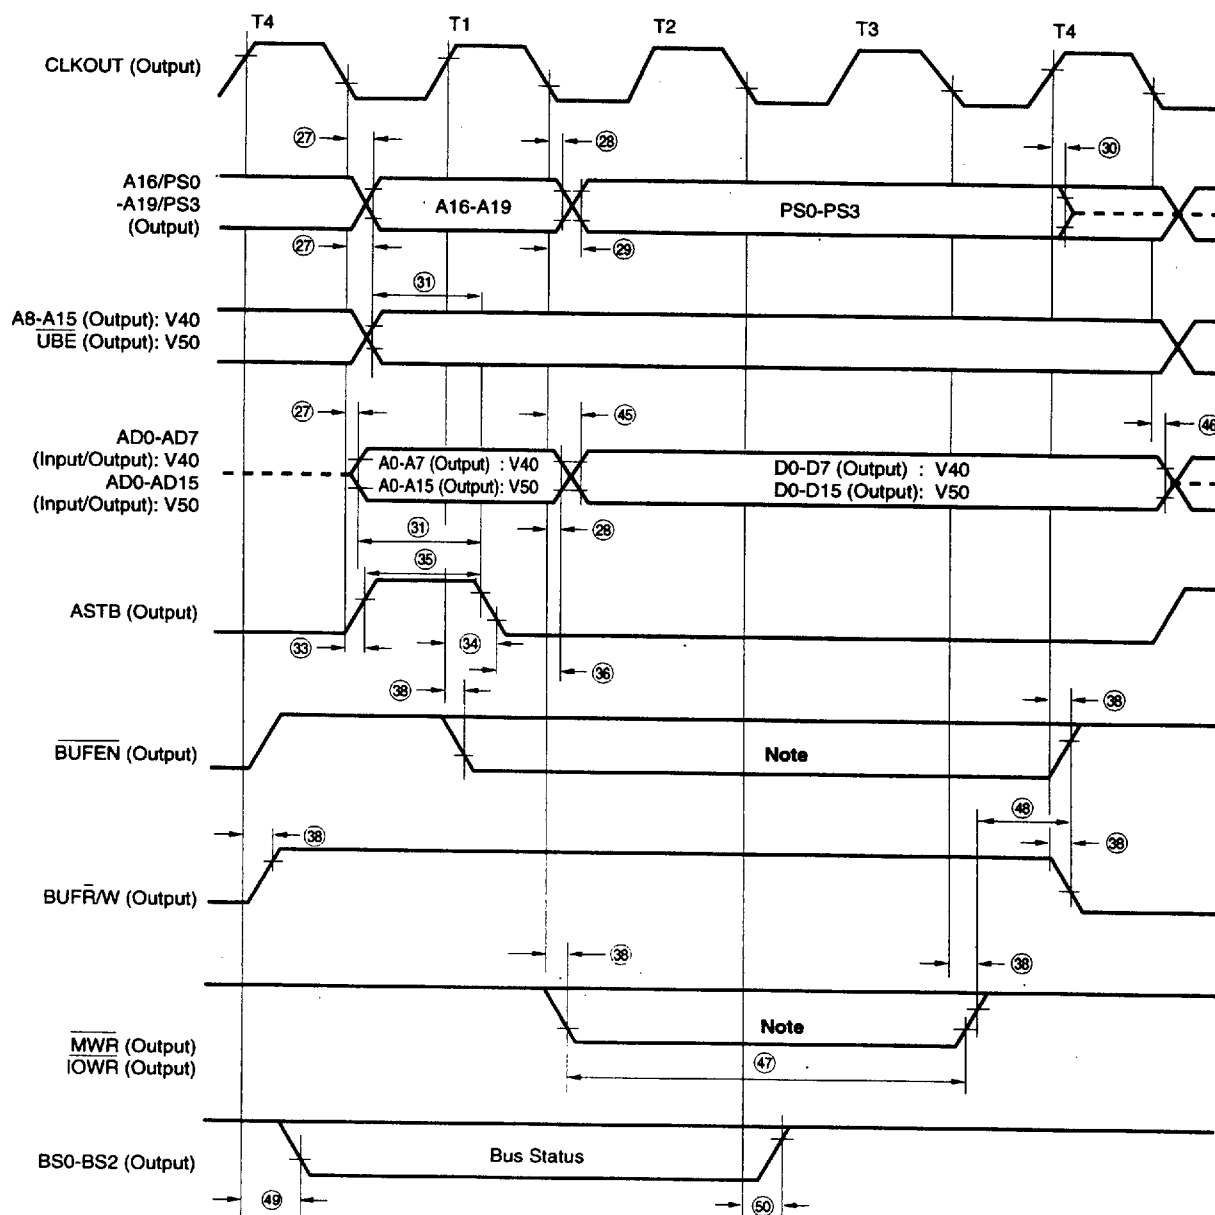 T4 T1 T2 T3 T4
CLKOUT (Output)
27 28 30
A16/PS0
-A19/PS3
(Output)
A16-A19 PS0-PS3
27 29
31
A8-A15 (Output): V40
UBE (Output): V50
27 45 46
AD0-AD7
(Input/Output): V40
AD0-AD15
(Input/Output): V50
A0-A7 (Output) : V40
A0-A15 (Output): V50
D0-D7 (Output) : V40
D0-D15 (Output): V50
31 28
35
ASTB (Output)
33 34
36
38 38
BUFEN (Output)
Note
48
38 38
BUFR̅/W (Output)
38 38
MWR (Output)
IOWR (Output)
Note
47
BS0-BS2 (Output)
Bus Status
49 50